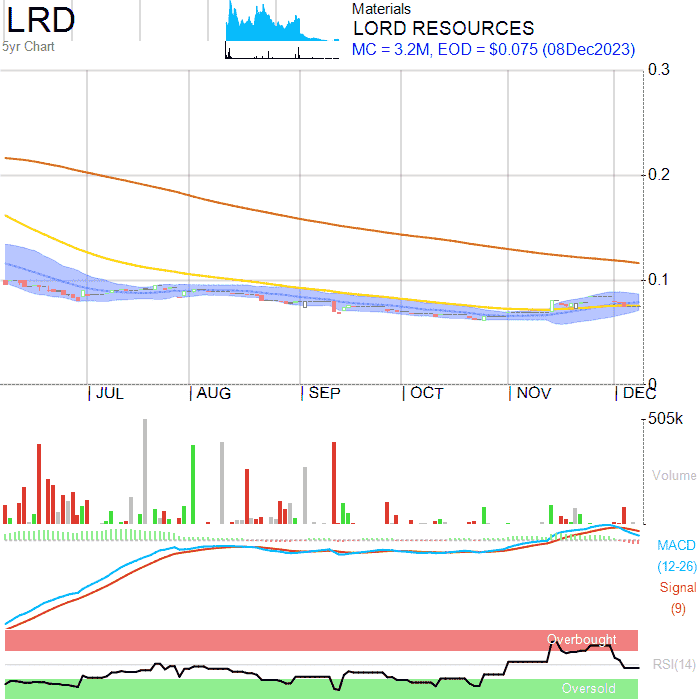 LRD
5yr Chart
Materials
LORD RESOURCES
MC = 3.2M, EOD = $0.075 (08Dec2023)
0.3
0.2
0.1
0
JUL AUG SEP OCT NOV DEC
505k
Volume
MACD
(12-26)
Signal
(9)
Overbought
RSI(14)
Oversold